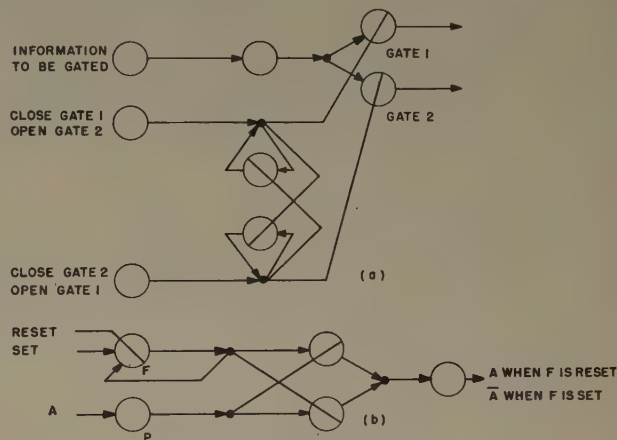 INFORMATION
TO BE GATED
GATE 1
GATE 2
CLOSE GATE 1
OPEN GATE 2
CLOSE GATE 2
OPEN GATE 1
(a)
RESET
SET
F
A
P
(b)
A WHEN F IS RESET
A̅ WHEN F IS SET